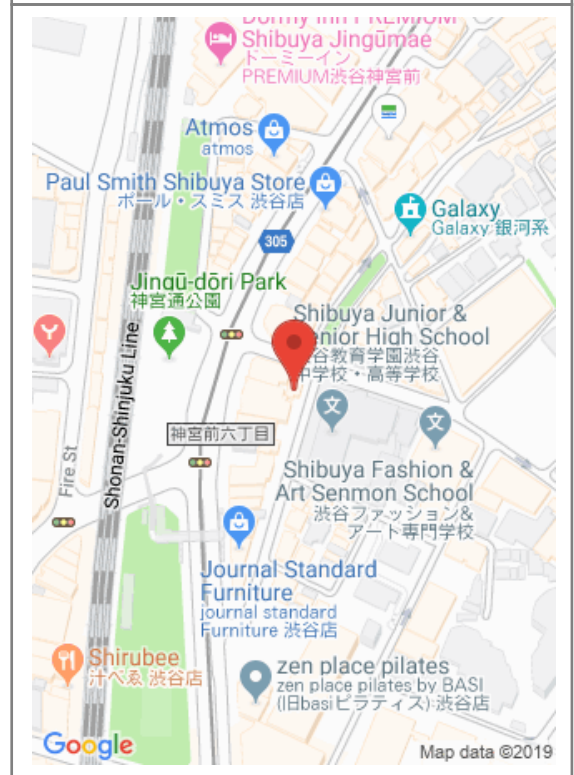 Dormy Inn PREMIUM
Shibuya Jingūmae
ドーミーイン
PREMIUM渋谷神宮前
Atmos
atmos
Paul Smith Shibuya Store
ポール・スミス 渋谷店
Galaxy
Galaxy 銀河系
305
Jingū-dōri Park
神宮通公園
Shibuya Junior &
Senior High School
渋谷教育学園渋谷
中学校・高等学校
文
文
神宮前六丁目
Shonan-Shinjuku Line
Fire St
Shibuya Fashion &
Art Senmon School
渋谷ファッション&
アート専門学校
Journal Standard
Furniture
journal standard
Furniture 渋谷店
Shirubee
汁べゑ 渋谷店
zen place pilates
zen place pilates by BASI
(旧basiピラティス) 渋谷店
Google
Map data ©2019